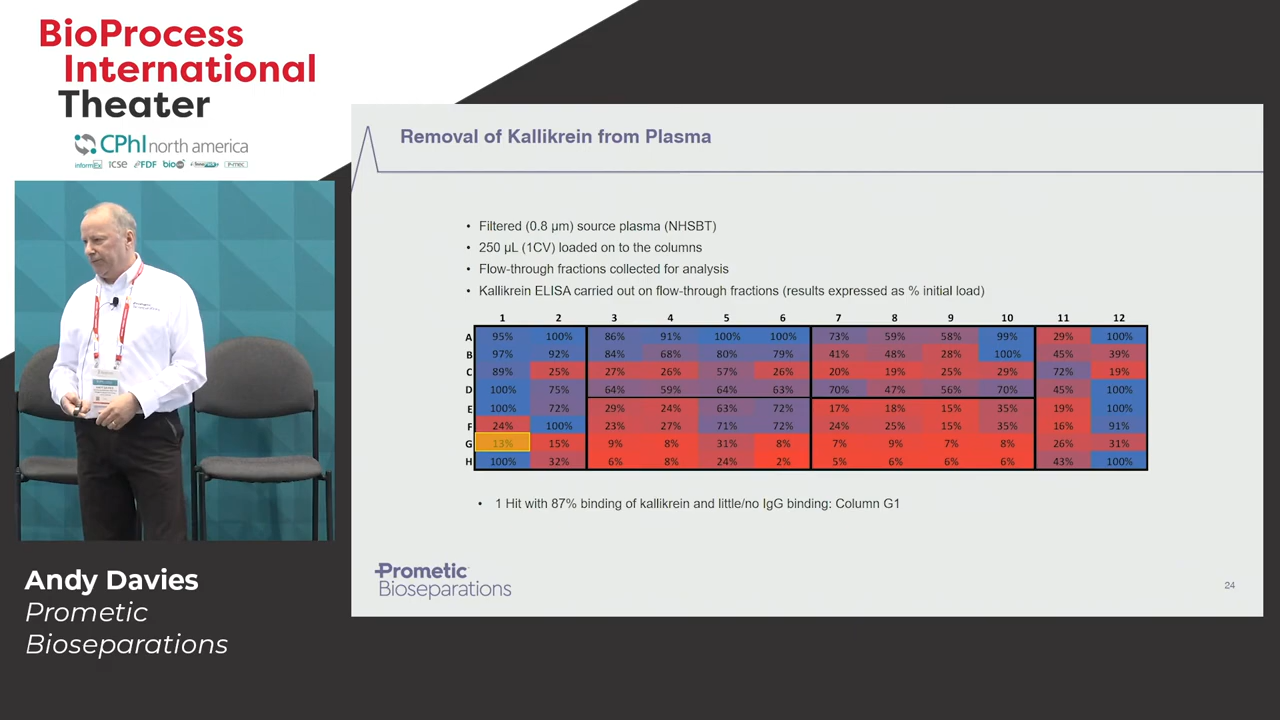 BioProcess
International
Theater
CPhI north america
informEx ICSE FDF bio P-MEC
Removal of Kallikrein from Plasma
• Filtered (0.8 µm) source plasma (NHSBT)
• 250 µL (1CV) loaded on to the columns
• Flow-through fractions collected for analysis
• Kallikrein ELISA carried out on flow-through fractions (results expressed as % initial load)
1 2 3 4 5 6 7 8 9 10 11 12
A 95% 100% 86% 91% 100% 100% 73% 59% 58% 99% 29% 100%
B 97% 92% 84% 68% 80% 79% 41% 48% 28% 100% 45% 39%
C 89% 25% 27% 26% 57% 26% 20% 19% 25% 29% 72% 19%
D 100% 75% 64% 59% 64% 63% 70% 47% 56% 70% 45% 100%
E 100% 72% 29% 24% 63% 72% 17% 18% 15% 35% 19% 100%
F 24% 100% 23% 27% 71% 72% 24% 25% 15% 35% 16% 91%
G 13% 15% 9% 8% 31% 8% 7% 9% 7% 8% 26% 31%
H 100% 32% 6% 8% 24% 2% 5% 6% 6% 6% 43% 100%
• 1 Hit with 87% binding of kallikrein and little/no IgG binding: Column G1
Prometic
Bioseparations
24
Andy Davies
Prometic
Bioseparations